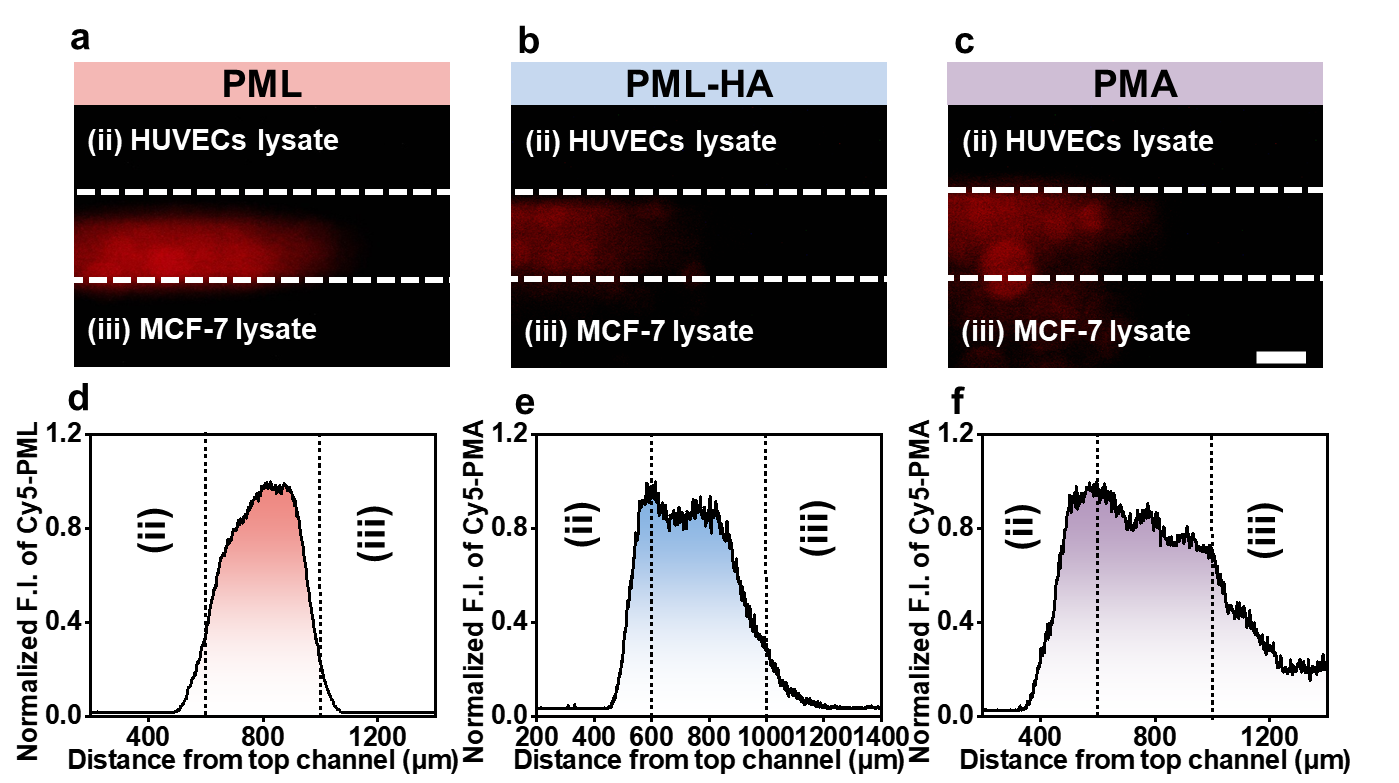 a
b
c
PML
PML-HA
PMA
(ii) HUVECs lysate
(ii) HUVECs lysate
(ii) HUVECs lysate
(iii) MCF-7 lysate
(iii) MCF-7 lysate
(iii) MCF-7 lysate
d
e
f
Normalized F.I. of Cy5-PML
1.2
0.8
0.4
0.0
(ii)
(iii)
400
800
1200
Distance from top channel (μm)
Normalized F.I. of Cy5-PMA
1.2
0.8
0.4
0.0
(ii)
(iii)
200
400
600
800
1000
1200
1400
Distance from top channel (μm)
Normalized F.I. of Cy5-PMA
1.2
0.8
0.4
0.0
(ii)
(iii)
400
800
1200
Distance from top channel (μm)